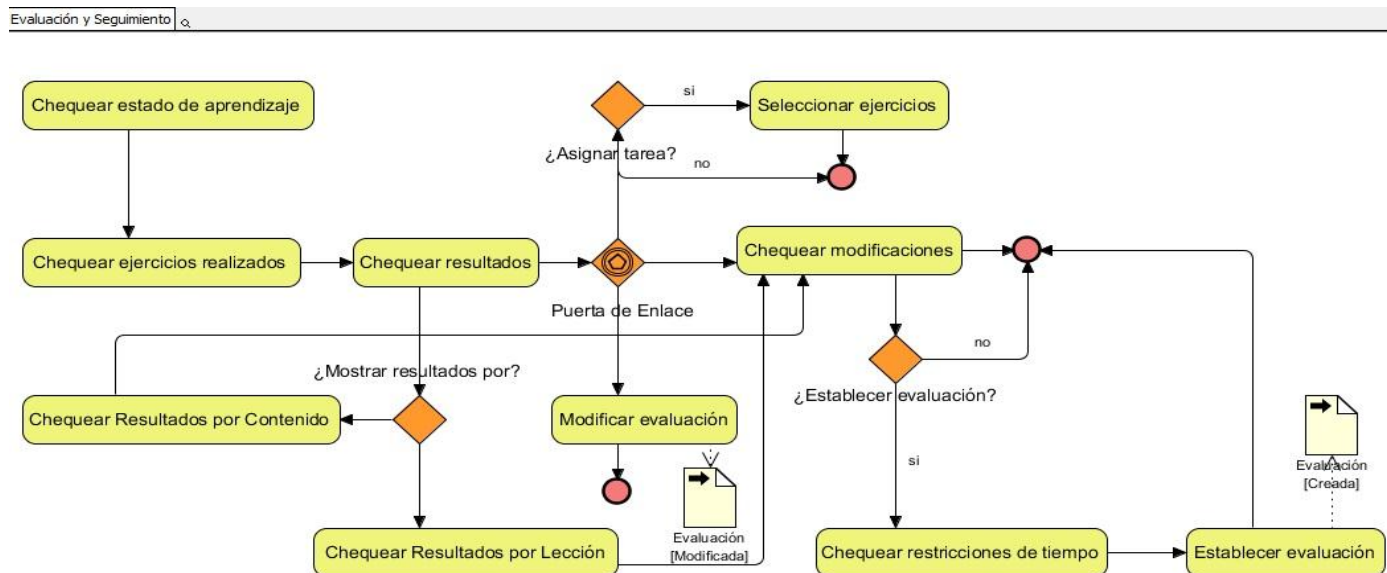 Evaluación y Seguimiento
Chequear estado de aprendizaje
si
Seleccionar ejercicios
¿Asignar tarea?
no
Chequear ejercicios realizados
Chequear resultados
Chequear modificaciones
Puerta de Enlace
no
¿Mostrar resultados por?
¿Establecer evaluación?
Chequear Resultados por Contenido
Modificar evaluación
si
Evaluación
[Creada]
Evaluación
[Modificada]
Chequear Resultados por Lección
Chequear restricciones de tiempo
Establecer evaluación